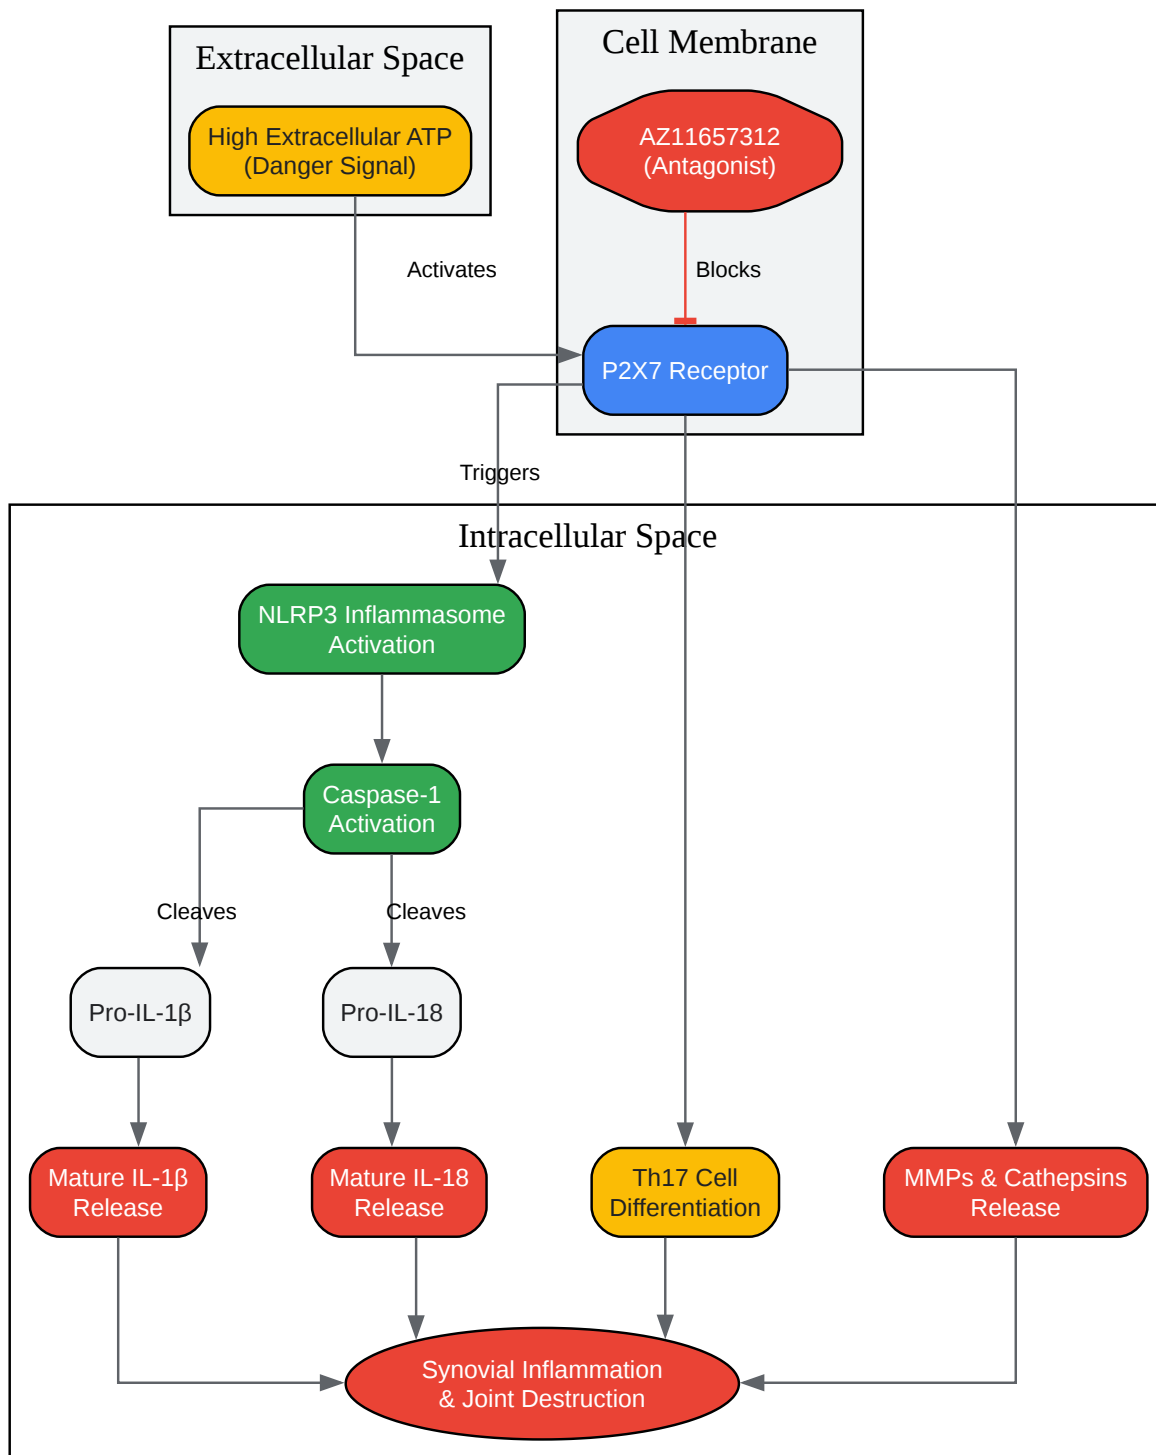 Extracellular Space
Cell Membrane
High Extracellular ATP
(Danger Signal)
AZ11657312
(Antagonist)
Activates
Blocks
P2X7 Receptor
Triggers
Intracellular Space
NLRP3 Inflammasome
Activation
Caspase-1
Activation
Cleaves
Cleaves
Pro-IL-1β
Pro-IL-18
Mature IL-1β
Release
Mature IL-18
Release
Th17 Cell
Differentiation
MMPs & Cathepsins
Release
Synovial Inflammation
& Joint Destruction